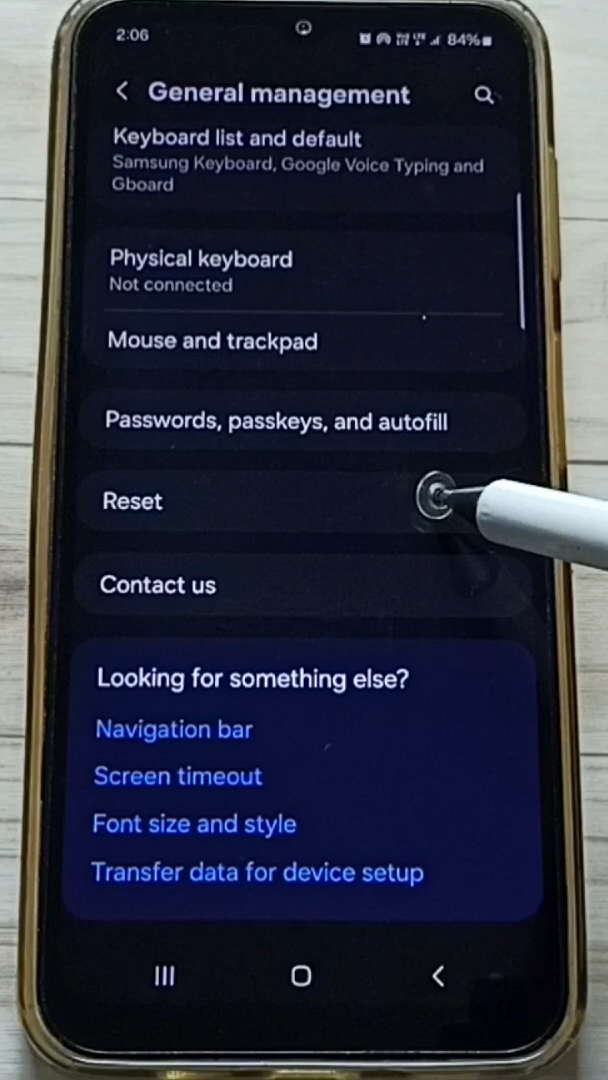 2:06
84%
General management
Keyboard list and default
Samsung Keyboard, Google Voice Typing and
Gboard
Physical keyboard
Not connected
Mouse and trackpad
Passwords, passkeys, and autofill
Reset
Contact us
Looking for something else?
Navigation bar
Screen timeout
Font size and style
Transfer data for device setup